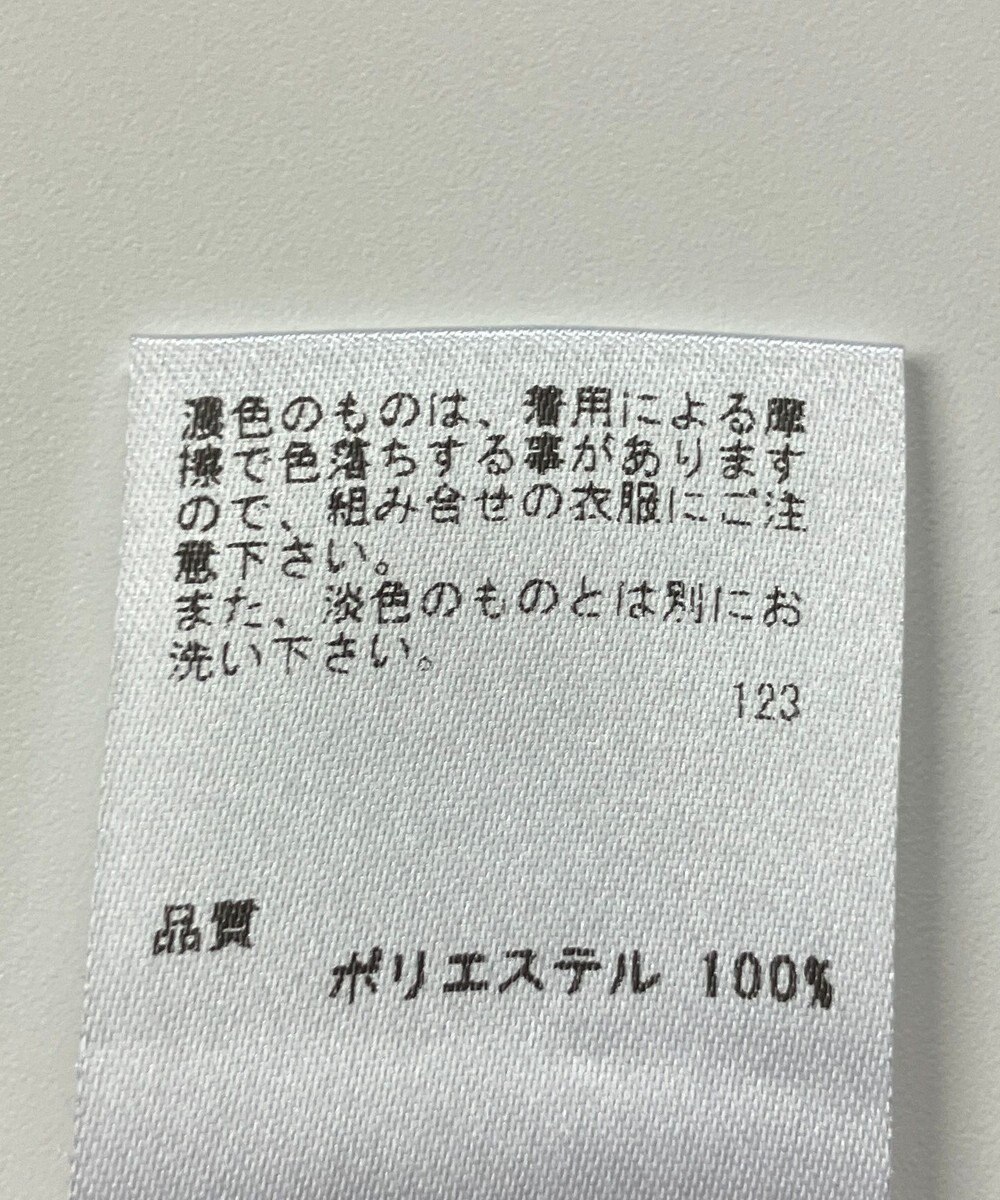 濃色のものは、着用による摩
擦で色落ちする事があります
ので、組み合せの衣服にご注
意下さい。
また、淡色のものとは別にお
洗い下さい。
123
品質
ポリエステル 100%